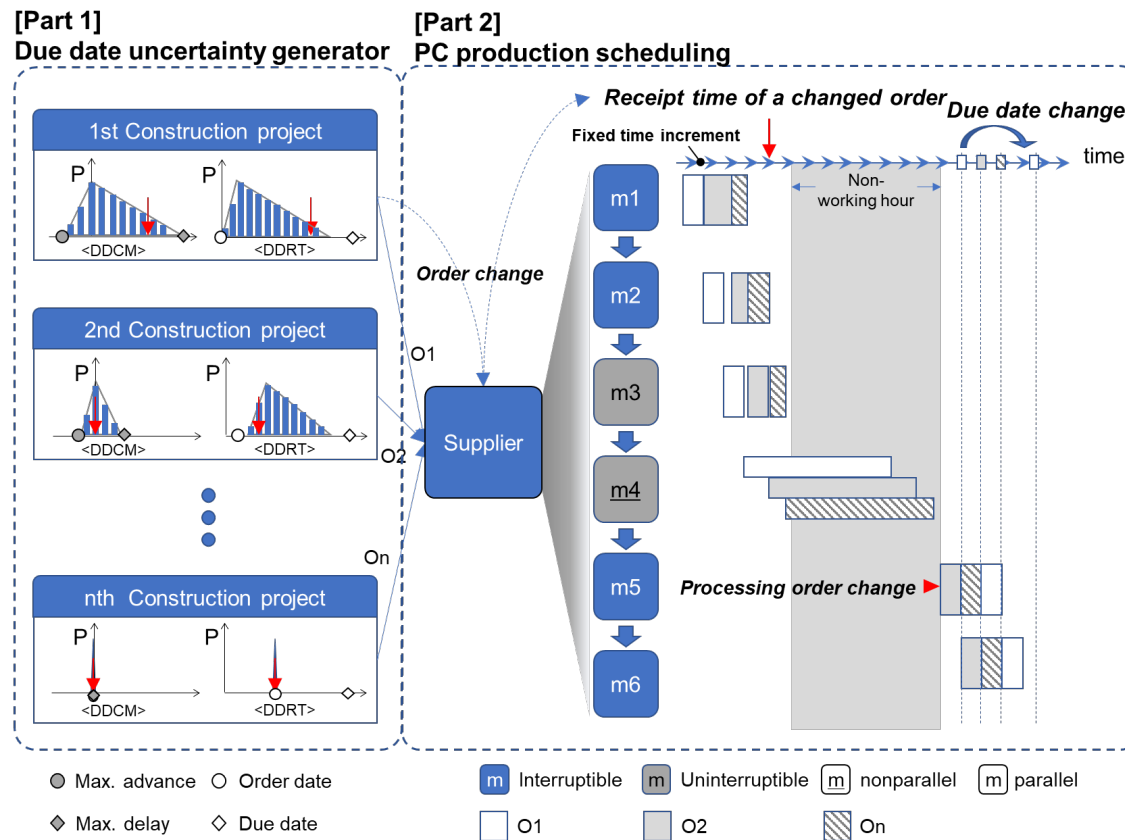 [Part 1]
Due date uncertainty generator
[Part 2]
PC production scheduling
1st Construction project
P
P
<DDCM>
<DDRT>
2nd Construction project
P
P
<DDCM>
<DDRT>
nth Construction project
P
P
<DDCM>
<DDRT>
O1
O2
On
Order change
Supplier
Receipt time of a changed order
Due date change
Fixed time increment
time
Non-
working hour
m1
m2
m3
m4
m5
m6
Processing order change
Max. advance
Order date
Max. delay
Due date
m Interruptible
m Uninterruptible
m nonparallel
m parallel
O1
O2
On